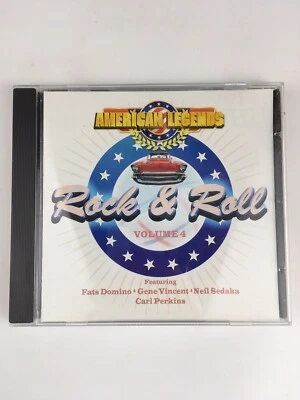 AMERICAN LEGENDS
Rock & Roll
VOLUME 4
Featuring
Fats Domino • Gene Vincent • Neil Sedaka
Carl Perkins